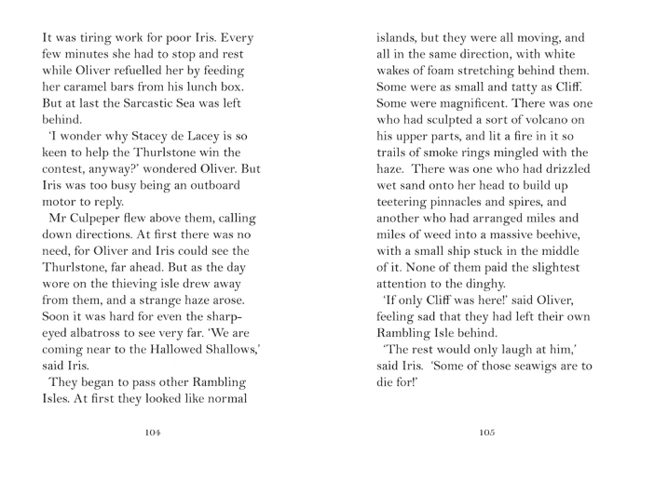 It was tiring work for poor Iris. Every
few minutes she had to stop and rest
while Oliver refuelled her by feeding
her caramel bars from his lunch box.
But at last the Sarcastic Sea was left
behind.
'I wonder why Stacey de Lacey is so
keen to help the Thurlstone win the
contest, anyway?' wondered Oliver. But
Iris was too busy being an outboard
motor to reply.
Mr Culpeper flew above them, calling
down directions. At first there was no
need, for Oliver and Iris could see the
Thurlstone, far ahead. But as the day
wore on the thieving isle drew away
from them, and a strange haze arose.
Soon it was hard for even the sharp-
eyed albatross to see very far. 'We are
coming near to the Hallowed Shallows,'
said Iris.
They began to pass other Rambling
Isles. At first they looked like normal
104
islands, but they were all moving, and
all in the same direction, with white
wakes of foam stretching behind them.
Some were as small and tatty as Cliff.
Some were magnificent. There was one
who had sculpted a sort of volcano on
his upper parts, and lit a fire in it so
trails of smoke rings mingled with the
haze. There was one who had drizzled
wet sand onto her head to build up
teetering pinnacles and spires, and
another who had arranged miles and
miles of weed into a massive beehive,
with a small ship stuck in the middle
of it. None of them paid the slightest
attention to the dinghy.
'If only Cliff was here!' said Oliver,
feeling sad that they had left their own
Rambling Isle behind.
'The rest would only laugh at him,'
said Iris. 'Some of those seawigs are to
die for!'
105